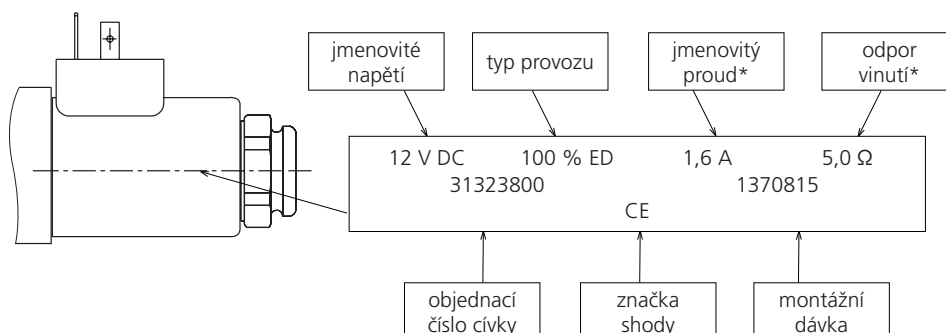 jmenovité
napětí
typ provozu
jmenovitý
proud*
odpor
vinutí*
12 V DC 100 % ED 1,6 A 5,0 Ω
31323800 1370815
CE
objednací
číslo cívky
značka
shody
montážní
dávka